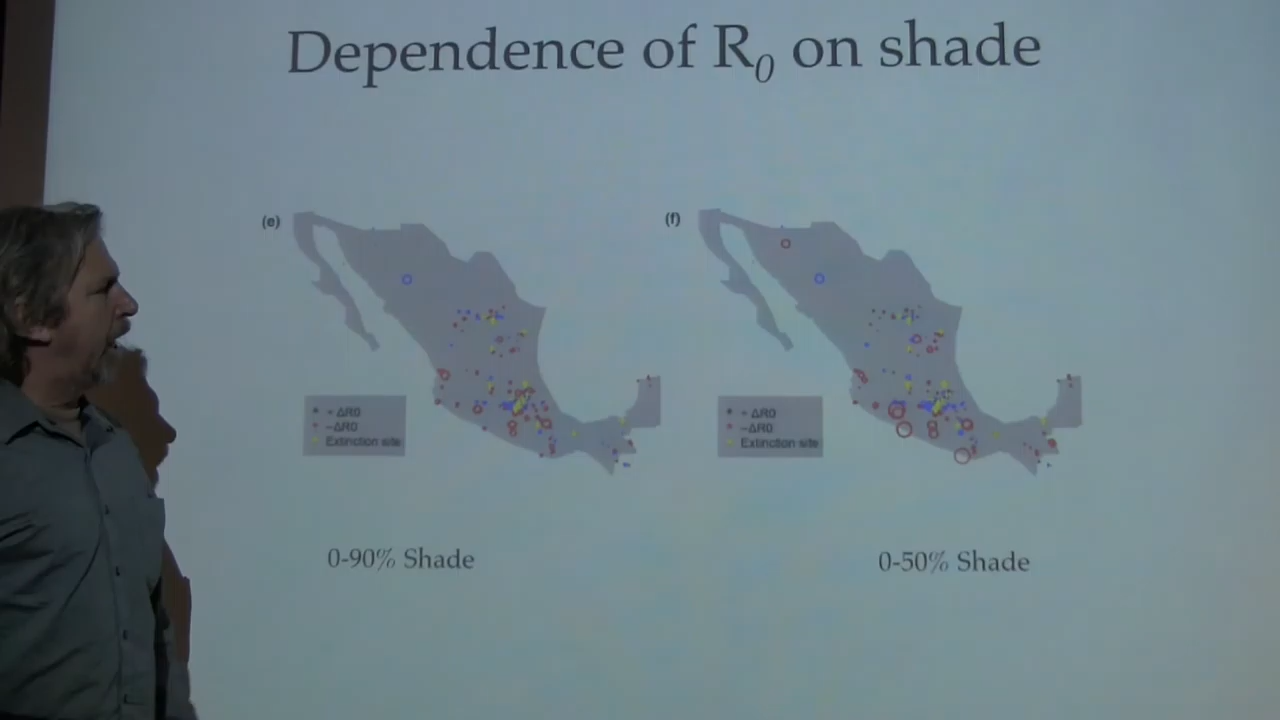 Dependence of R0 on shade
(e)
(f)
+ ΔR0
−ΔR0
Extinction site
+ ΔR0
−ΔR0
Extinction site
0-90% Shade
0-50% Shade